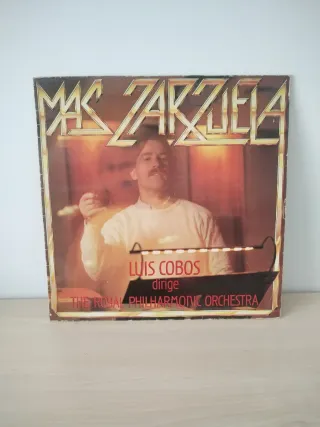 MAS ZARZUELA
LUIS COBOS
dirige
THE ROYAL PHILHARMONIC ORCHESTRA